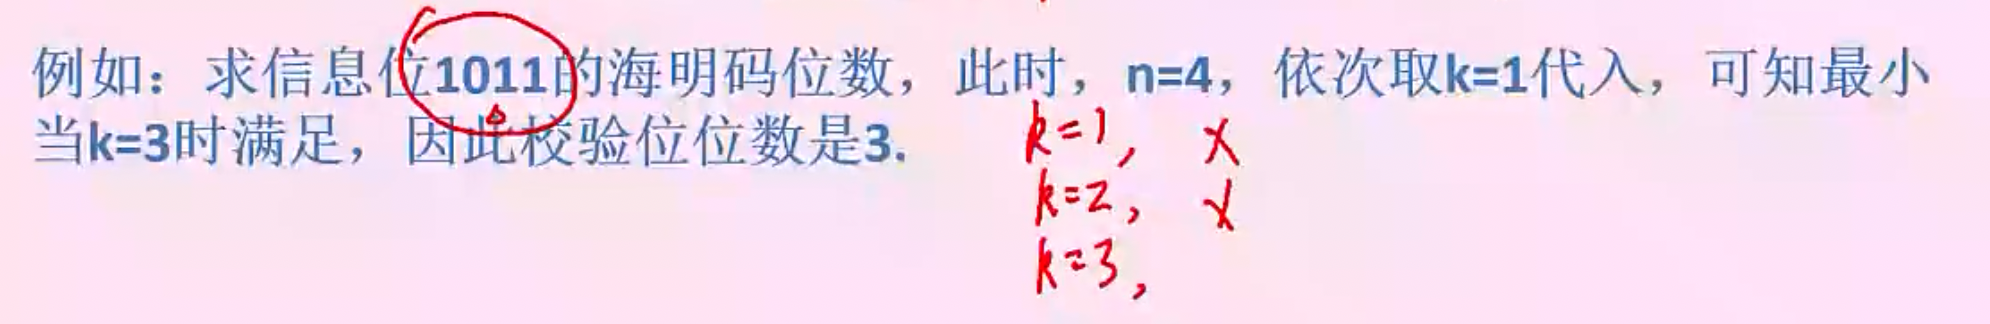 例如：求信息位1011的海明码位数，此时，n=4，依次取k=1代入，可知最小
当k=3时满足，因此校验位位数是3.
k=1, ×
k=2, ×
k=3,